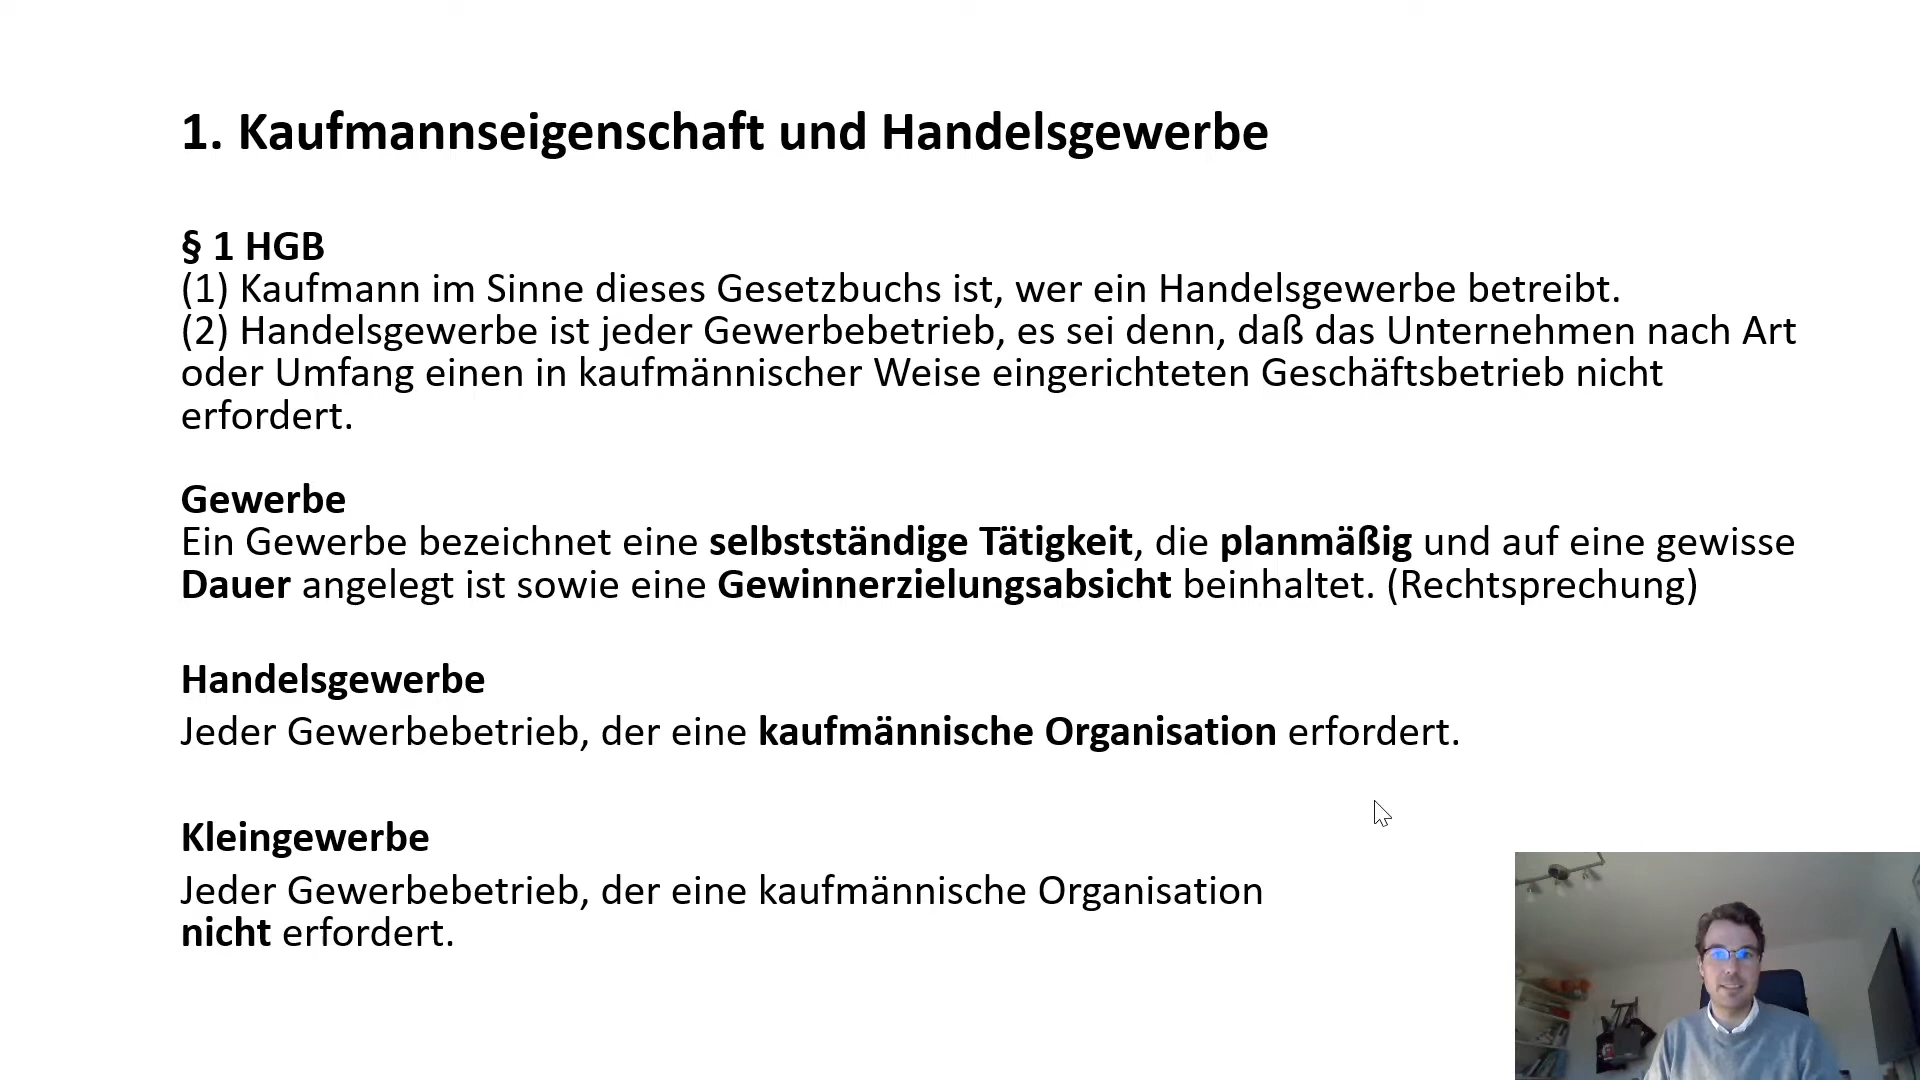 1. Kaufmannseigenschaft und Handelsgewerbe
§ 1 HGB
(1) Kaufmann im Sinne dieses Gesetzbuchs ist, wer ein Handelsgewerbe betreibt.
(2) Handelsgewerbe ist jeder Gewerbebetrieb, es sei denn, daß das Unternehmen nach Art
oder Umfang einen in kaufmännischer Weise eingerichteten Geschäftsbetrieb nicht
erfordert.
Gewerbe
Ein Gewerbe bezeichnet eine selbstständige Tätigkeit, die planmäßig und auf eine gewisse
Dauer angelegt ist sowie eine Gewinnerzielungsabsicht beinhaltet. (Rechtsprechung)
Handelsgewerbe
Jeder Gewerbebetrieb, der eine kaufmännische Organisation erfordert.
Kleingewerbe
Jeder Gewerbebetrieb, der eine kaufmännische Organisation
nicht erfordert.